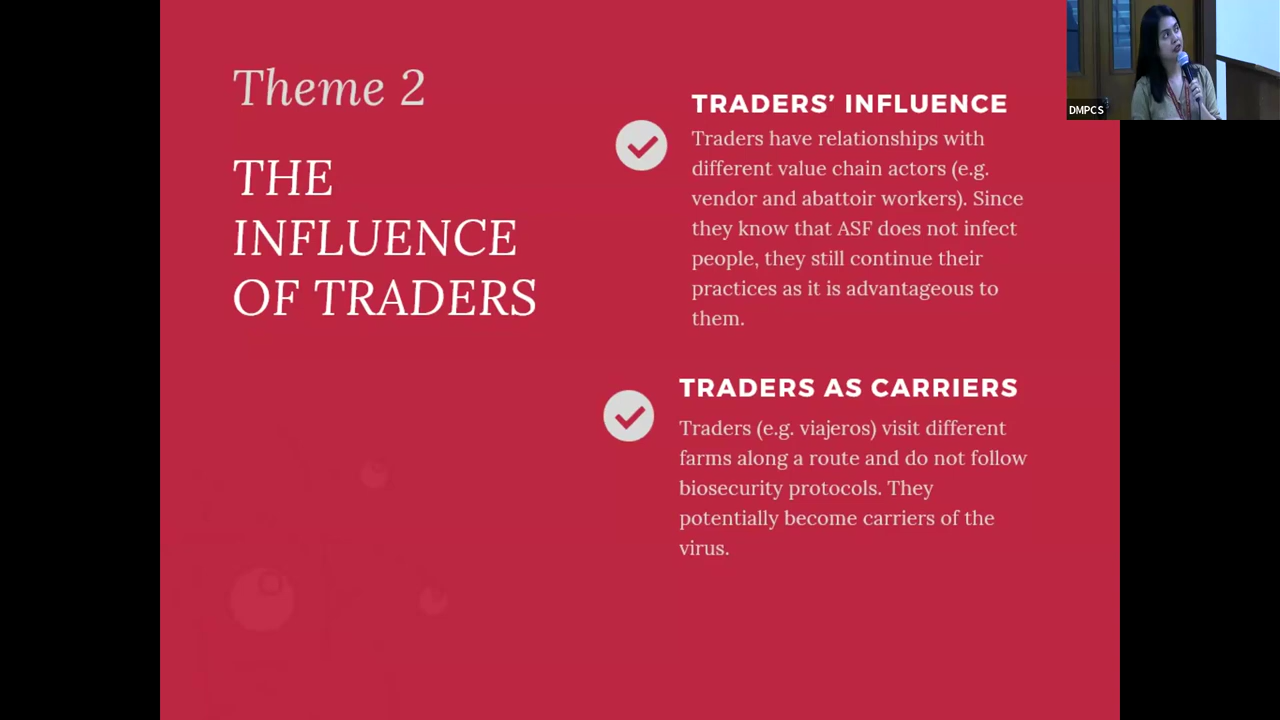 Theme 2
THE
INFLUENCE
OF TRADERS
TRADERS’ INFLUENCE
Traders have relationships with
different value chain actors (e.g.
vendor and abattoir workers). Since
they know that ASF does not infect
people, they still continue their
practices as it is advantageous to
them.
TRADERS AS CARRIERS
Traders (e.g. viajeros) visit different
farms along a route and do not follow
biosecurity protocols. They
potentially become carriers of the
virus.
DMPCS